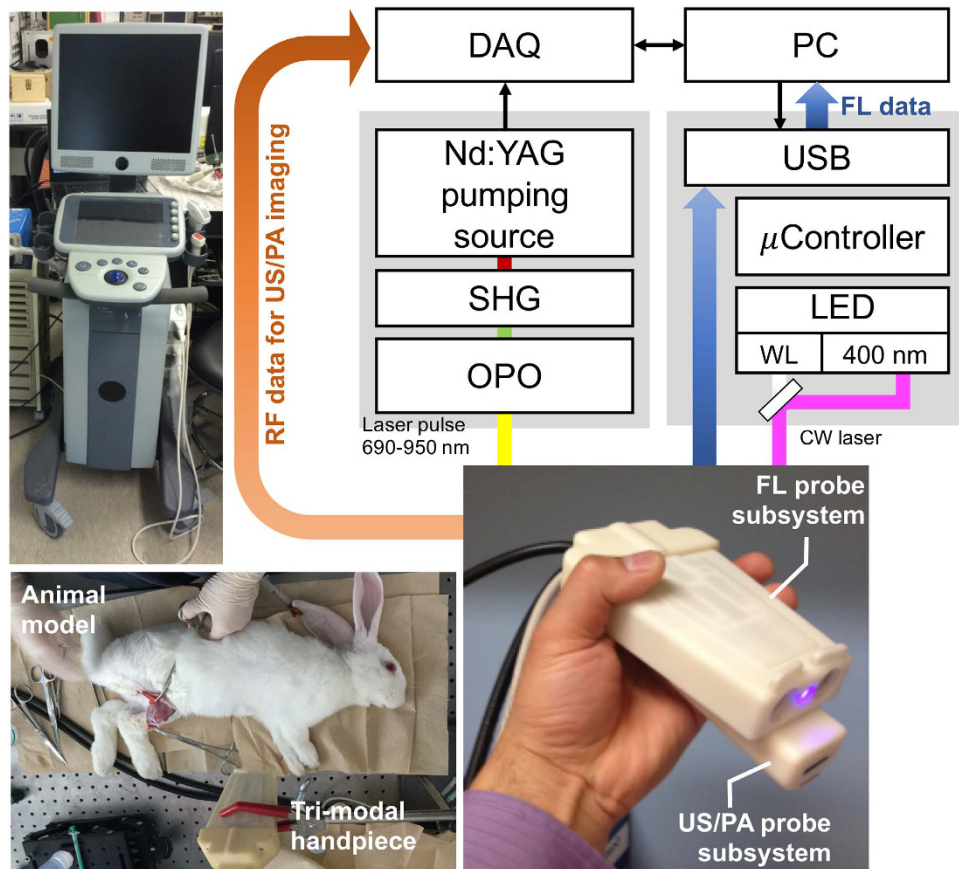 DAQ
PC
RF data for US/PA imaging
FL data
Nd:YAG
pumping
source
USB
µController
SHG
LED
WL
400 nm
OPO
Laser pulse
690-950 nm
CW laser
FL probe
subsystem
Animal
model
Tri-modal
handpiece
US/PA probe
subsystem